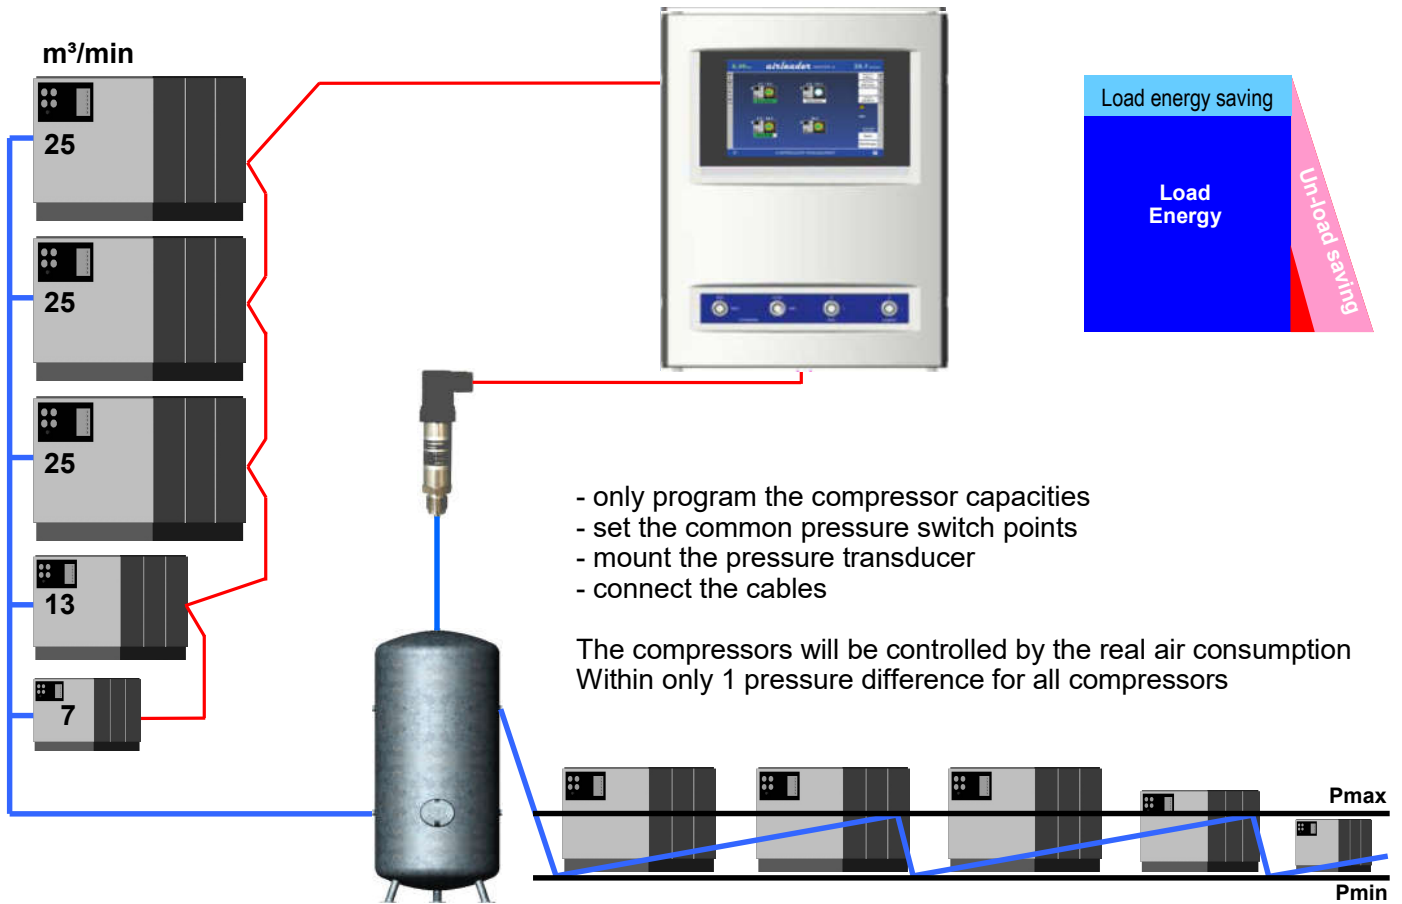 m³/min
25
25
25
13
7
airleader
Load energy saving
Load
Energy
Un-load saving
- only program the compressor capacities
- set the common pressure switch points
- mount the pressure transducer
- connect the cables
The compressors will be controlled by the real air consumption
Within only 1 pressure difference for all compressors
Pmax
Pmin